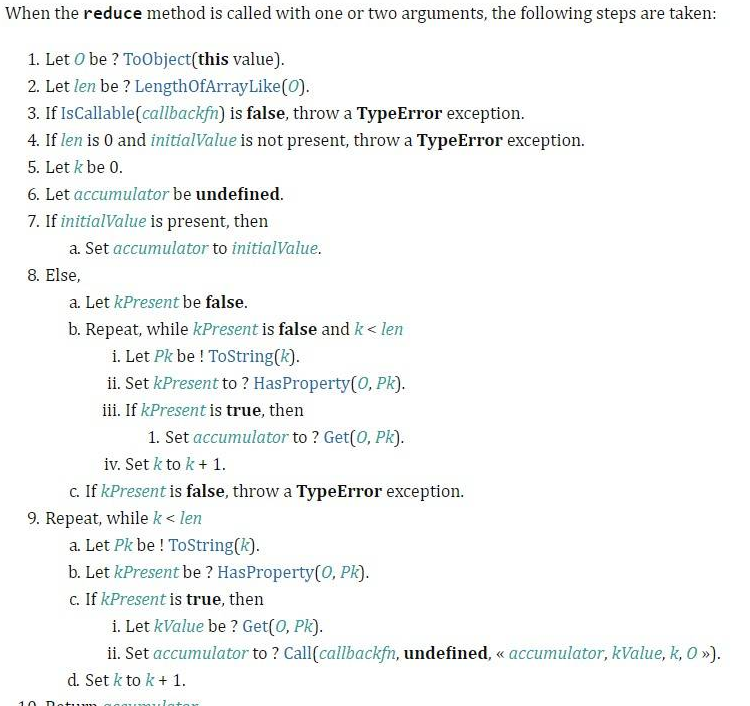 When the reduce method is called with one or two arguments, the following steps are taken:
1. Let O be ? ToObject(this value).
2. Let len be ? LengthOfArrayLike(O).
3. If IsCallable(callbackfn) is false, throw a TypeError exception.
4. If len is 0 and initialValue is not present, throw a TypeError exception.
5. Let k be 0.
6. Let accumulator be undefined.
7. If initialValue is present, then
a. Set accumulator to initialValue.
8. Else,
a. Let kPresent be false.
b. Repeat, while kPresent is false and k < len
i. Let Pk be ! ToString(k).
ii. Set kPresent to ? HasProperty(O, Pk).
iii. If kPresent is true, then
1. Set accumulator to ? Get(O, Pk).
iv. Set k to k + 1.
c. If kPresent is false, throw a TypeError exception.
9. Repeat, while k < len
a. Let Pk be ! ToString(k).
b. Let kPresent be ? HasProperty(O, Pk).
c. If kPresent is true, then
i. Let kValue be ? Get(O, Pk).
ii. Set accumulator to ? Call(callbackfn, undefined, « accumulator, kValue, k, O »).
d. Set k to k + 1.
10. Return accumulator